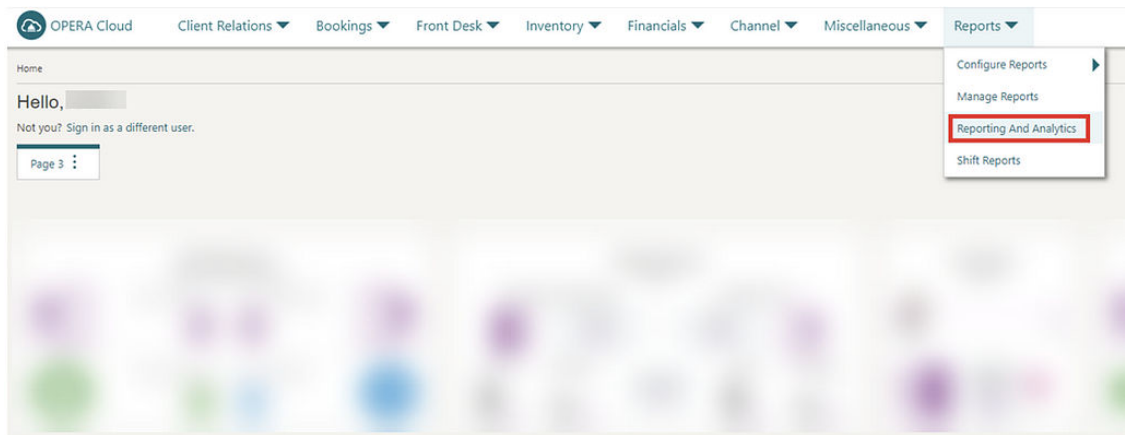 OPERA Cloud Client Relations Bookings Front Desk Inventory Financials Channel Miscellaneous Reports
Home
Configure Reports
Hello,
Manage Reports
Not you? Sign in as a different user.
Reporting And Analytics
Page 3
Shift Reports